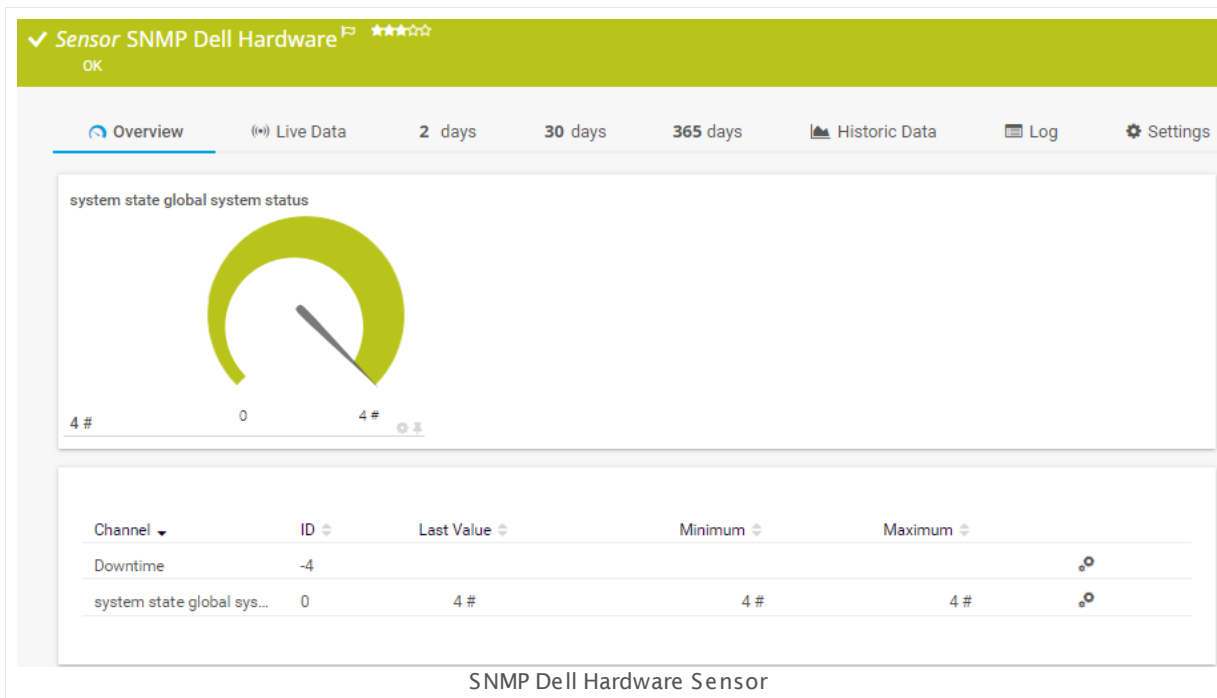 Sensor SNMP Dell Hardware
OK
Overview Live Data 2 days 30 days 365 days Historic Data Log Settings
system state global system status
0 4 #
4 #
Channel ID Last Value Minimum Maximum
Downtime -4
system state global sys... 0 4 # 4 # 4 #
SNMP Dell Hardware Sensor